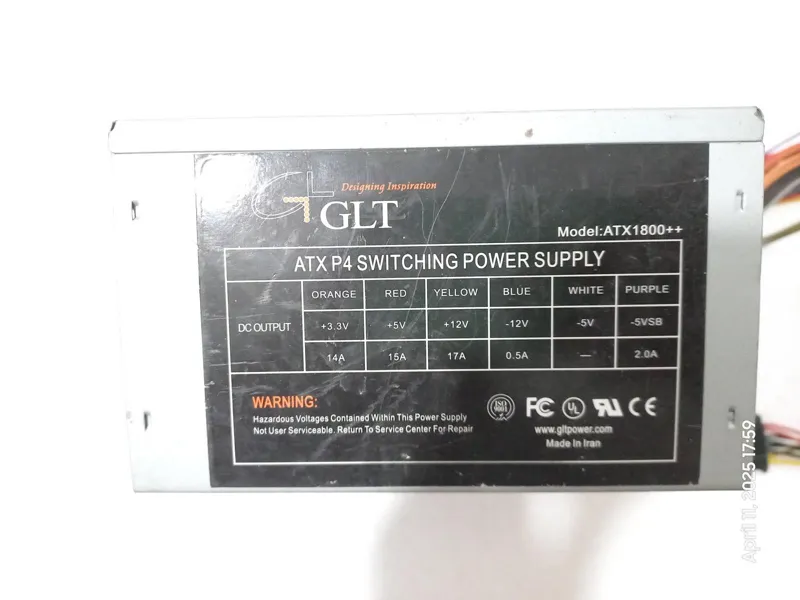 Designing Inspiration
GLT
Model:ATX1800++
ATX P4 SWITCHING POWER SUPPLY
DC OUTPUT ORANGE RED YELLOW BLUE WHITE PURPLE
+3.3V +5V +12V -12V -5V -5VSB
14A 15A 17A 0.5A — 2.0A
WARNING:
Hazardous Voltages Contained Within This Power Supply
Not User Serviceable. Return To Service Center For Repair
ISO 9001
FC UL CE
www.gltpower.com
Made In Iran
April 11, 2025 17:59